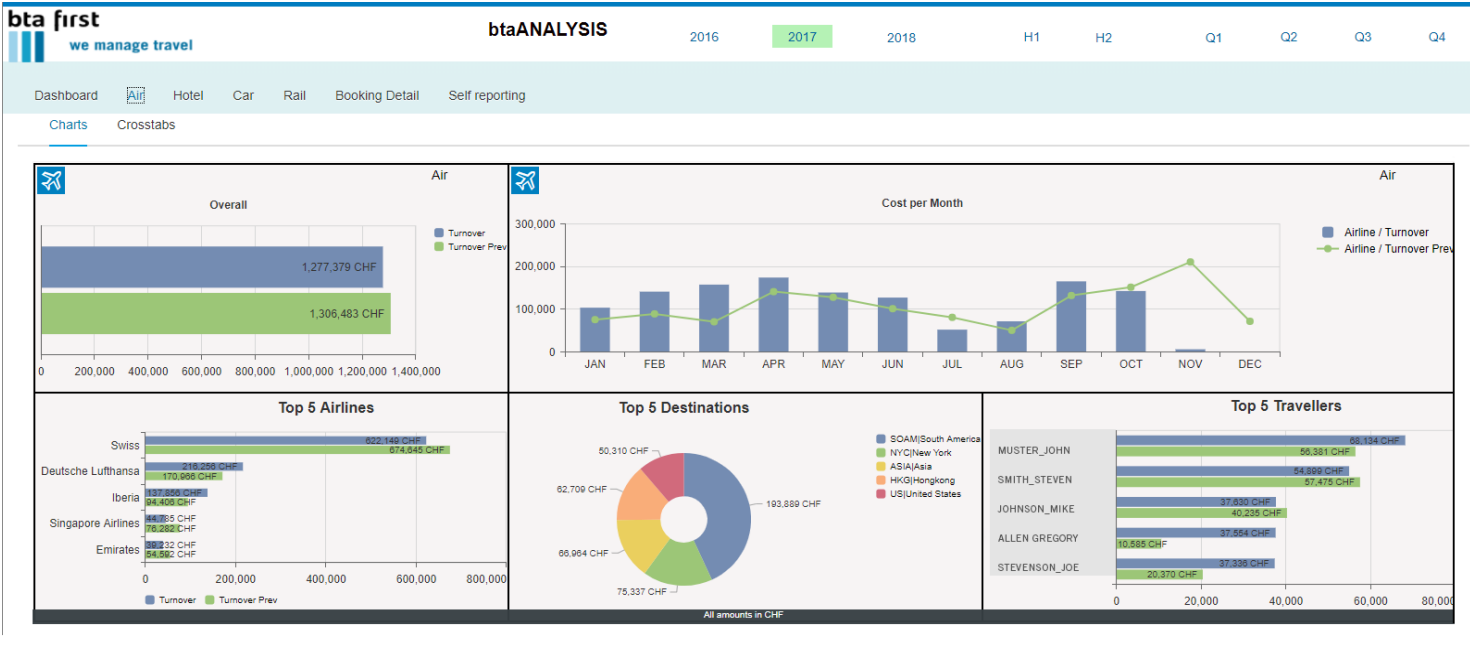 bta first
we manage travel
btaANALYSIS
2016 2017 2018 H1 H2 Q1 Q2 Q3 Q4
Dashboard Air Hotel Car Rail Booking Detail Self reporting
Charts Crosstabs
Air
Overall
Turnover
Turnover Prev
1,277,379 CHF
1,306,483 CHF
0 200,000 400,000 600,000 800,000 1,000,000 1,200,000 1,400,000
Air
Cost per Month
Airline / Turnover
Airline / Turnover Prev
300,000
200,000
100,000
0
JAN FEB MAR APR MAY JUN JUL AUG SEP OCT NOV DEC
Top 5 Airlines
Swiss 622,149 CHF
674,645 CHF
Deutsche Lufthansa 216,256 CHF
170,966 CHF
Iberia 137,856 CHF
94,406 CHF
Singapore Airlines 44,785 CHF
76,282 CHF
Emirates 39,232 CHF
54,592 CHF
0 200,000 400,000 600,000 800,000
Turnover Turnover Prev
Top 5 Destinations
50,310 CHF
62,709 CHF
193,889 CHF
66,964 CHF
75,337 CHF
SOAM|South America
NYC|New York
ASIA|Asia
HKG|Hongkong
US|United States
Top 5 Travellers
MUSTER_JOHN 68,134 CHF
56,381 CHF
SMITH_STEVEN 54,899 CHF
57,475 CHF
JOHNSON_MIKE 37,630 CHF
40,235 CHF
ALLEN GREGORY 37,554 CHF
10,585 CHF
STEVENSON_JOE 37,336 CHF
20,370 CHF
0 20,000 40,000 60,000 80,000
All amounts in CHF